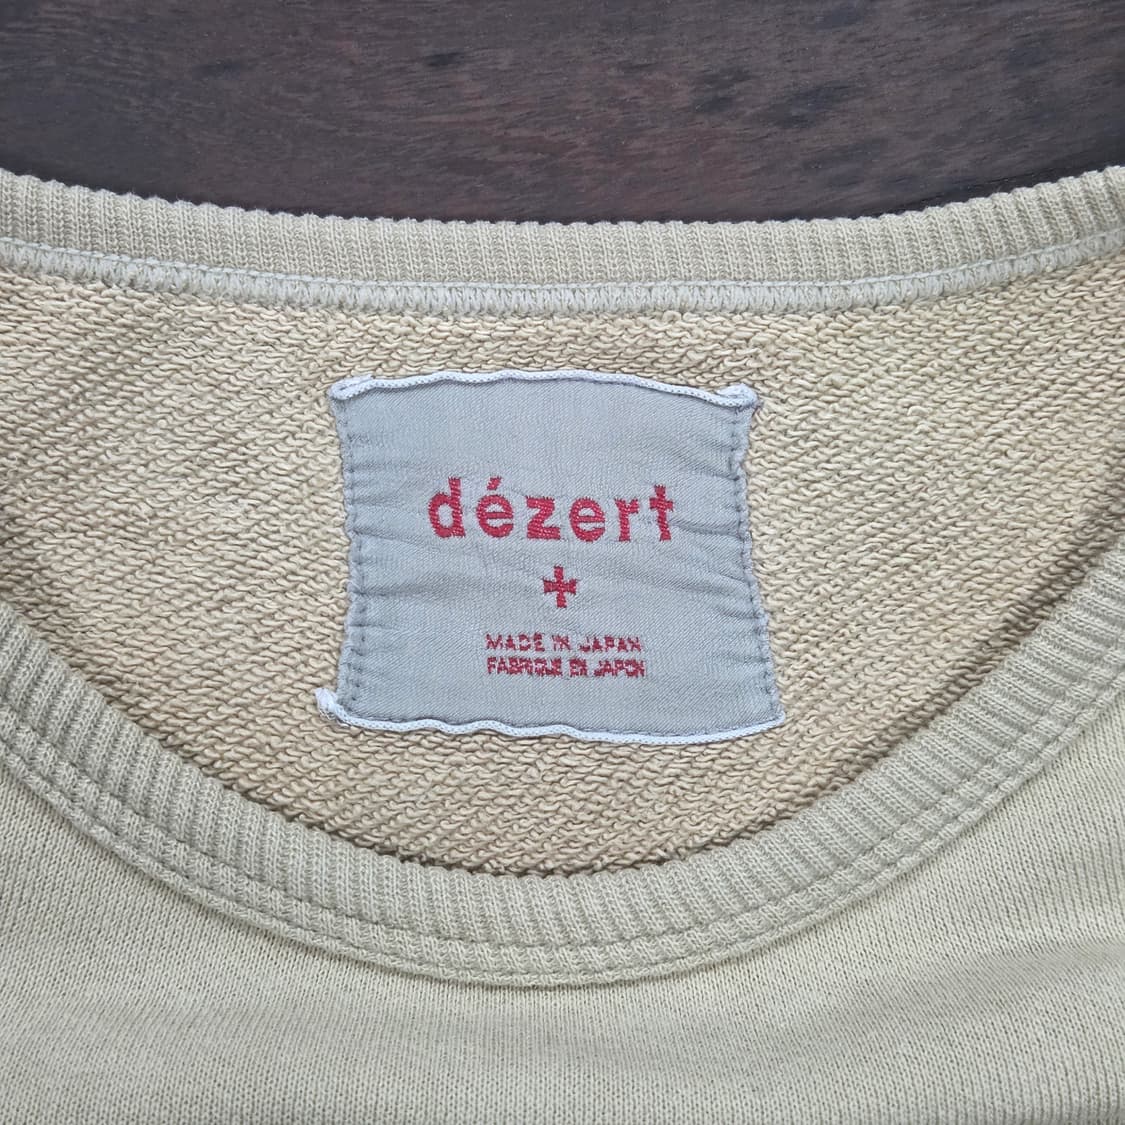 dézert
+
MADE IN JAPAN
FABRIQUE EN JAPON